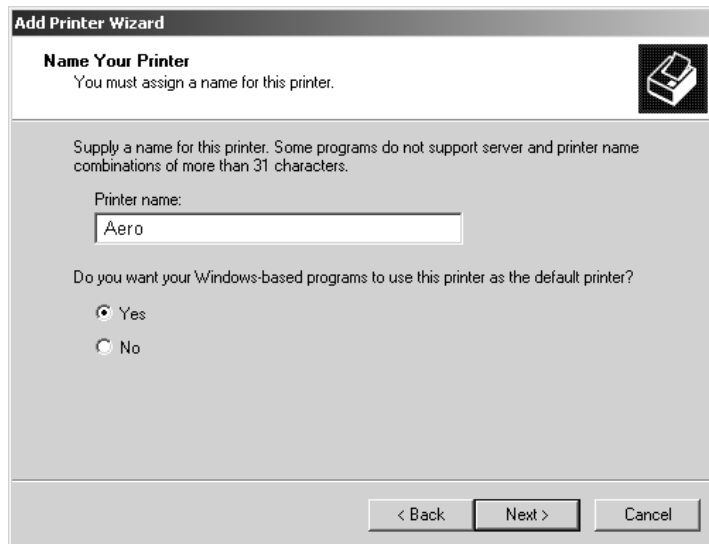 Add Printer Wizard
Name Your Printer
You must assign a name for this printer.
Supply a name for this printer. Some programs do not support server and printer name
combinations of more than 31 characters.
Printer name:
Aero
Do you want your Windows-based programs to use this printer as the default printer?
Yes
No
< Back
Next >
Cancel